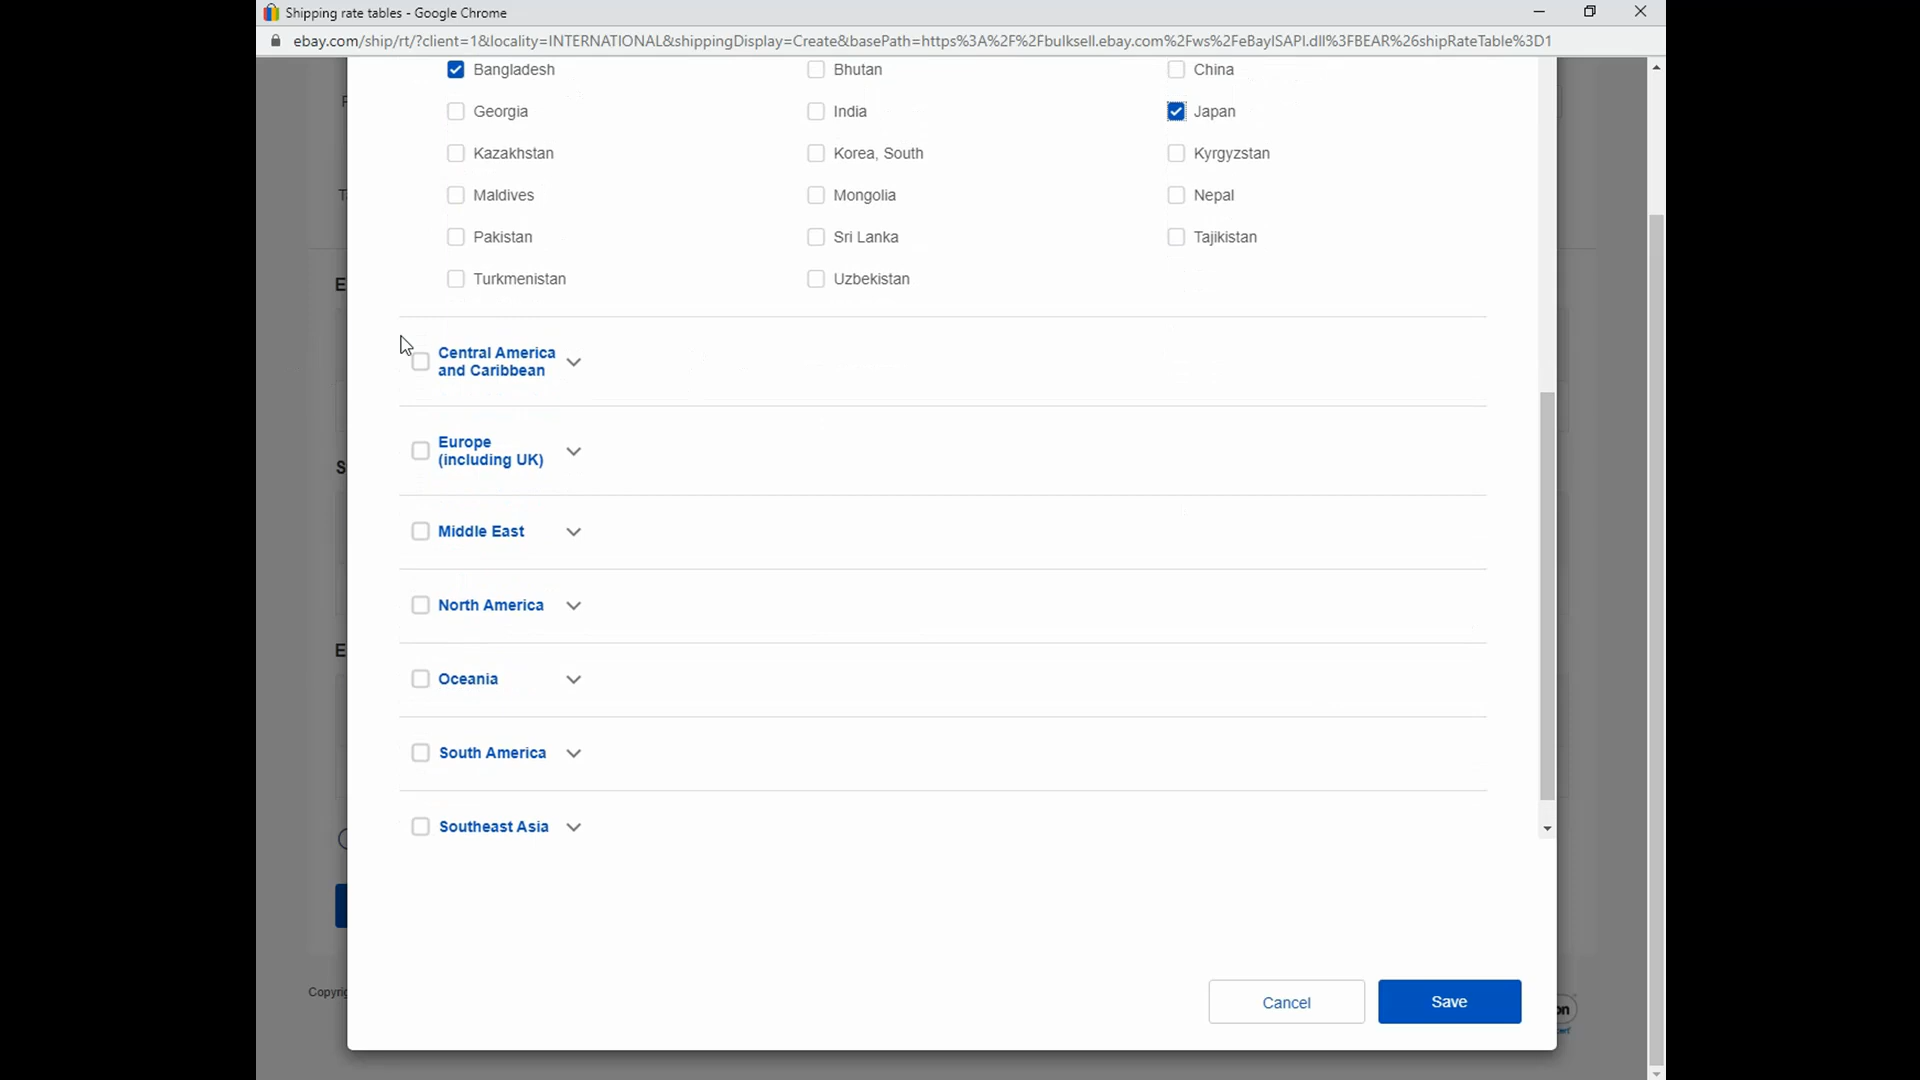 Shipping rate tables - Google Chrome
ebay.com/ship/rt/?client=1&locality=INTERNATIONAL&shippingDisplay=Create&basePath=https%3A%2F%2Fbulksell.ebay.com%2Fws%2FeBayISAPI.dll%3FBEAR%26shipRateTable%3D1
Bangladesh Bhutan China
Georgia India Japan
Kazakhstan Korea, South Kyrgyzstan
Maldives Mongolia Nepal
Pakistan Sri Lanka Tajikistan
Turkmenistan Uzbekistan
Central America
and Caribbean
Europe
(including UK)
Middle East
North America
Oceania
South America
Southeast Asia
Cancel Save